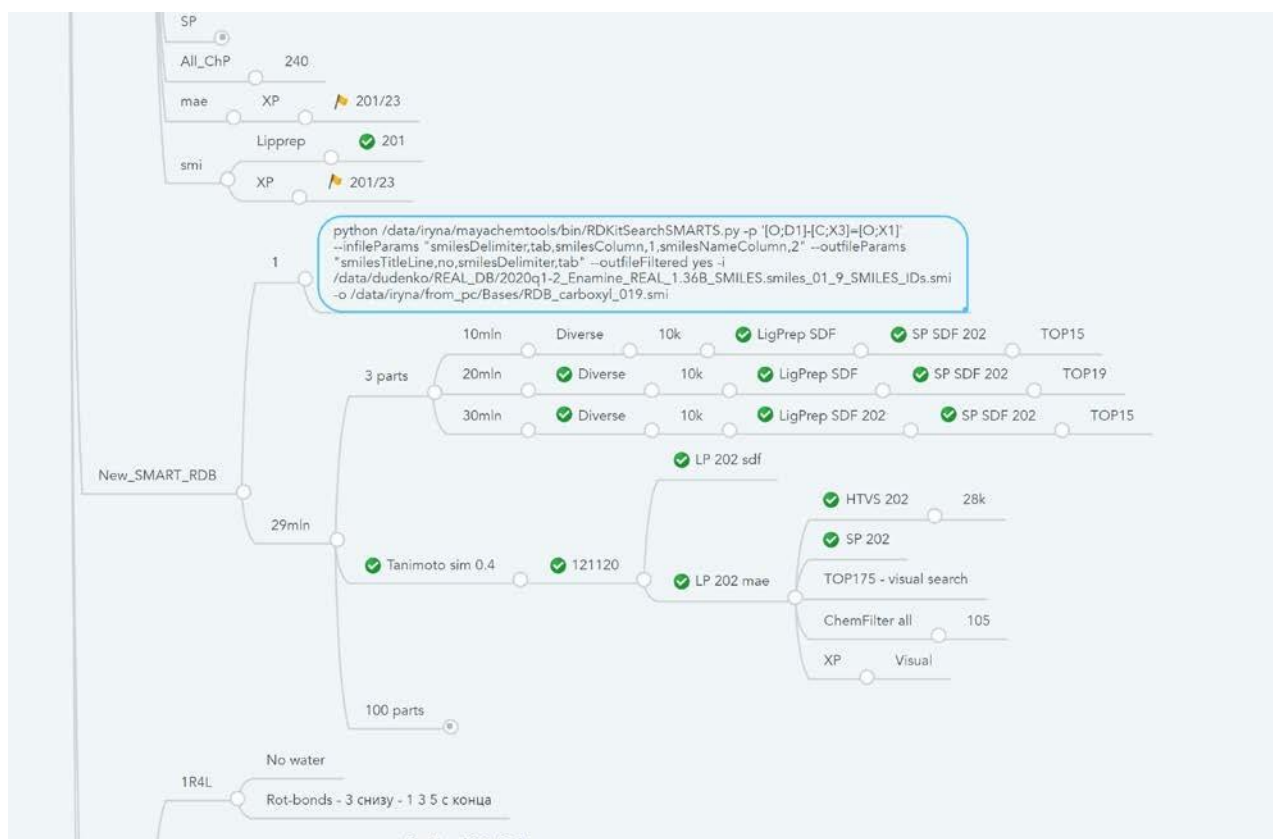 SP
All_ChP 240
mae XP 201/23
Lipprep 201
smi
XP 201/23
python /data/iryna/mayachemtools/bin/RDKitSearchSMARTS.py -p '[O;D1]-[C;X3]=[O;X1]'
--infileParams "smilesDelimiter,tab,smilesColumn,1,smilesNameColumn,2" --outfileParams
"smilesTitleLine,no,smilesDelimiter,tab" --outfileFiltered yes -i
/data/dudenko/REAL_DB/2020q1-2_Enamine_REAL_1.36B_SMILES.smiles_01_9_SMILES_IDs.smi
-o /data/iryna/from_pc/Bases/RDB_carboxyl_019.smi
1
10mln Diverse 10k LigPrep SDF SP SDF 202 TOP15
3 parts
20mln Diverse 10k LigPrep SDF SP SDF 202 TOP19
30mln Diverse 10k LigPrep SDF 202 SP SDF 202 TOP15
New_SMART_RDB
29mln
LP 202 sdf
Tanimoto sim 0.4 121120
LP 202 mae
HTVS 202 28k
SP 202
TOP175 - visual search
ChemFilter all 105
XP Visual
100 parts
No water
1R4L
Rot-bonds - 3 снизу - 1 3 5 с конца